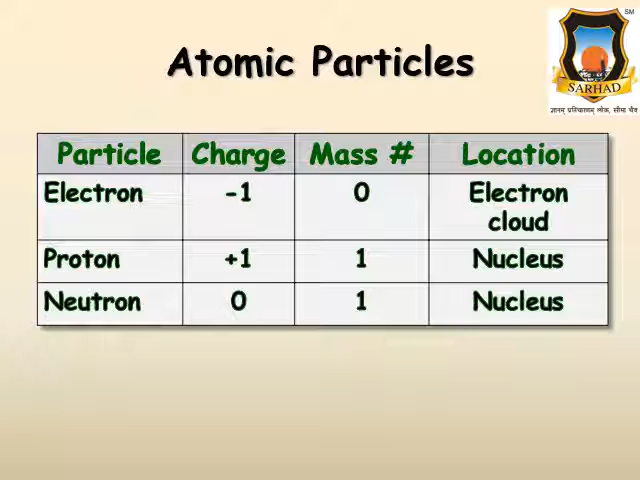 Atomic Particles
SM
SARHAD
Particle Charge Mass # Location
Electron -1 0 Electron
cloud
Proton +1 1 Nucleus
Neutron 0 1 Nucleus